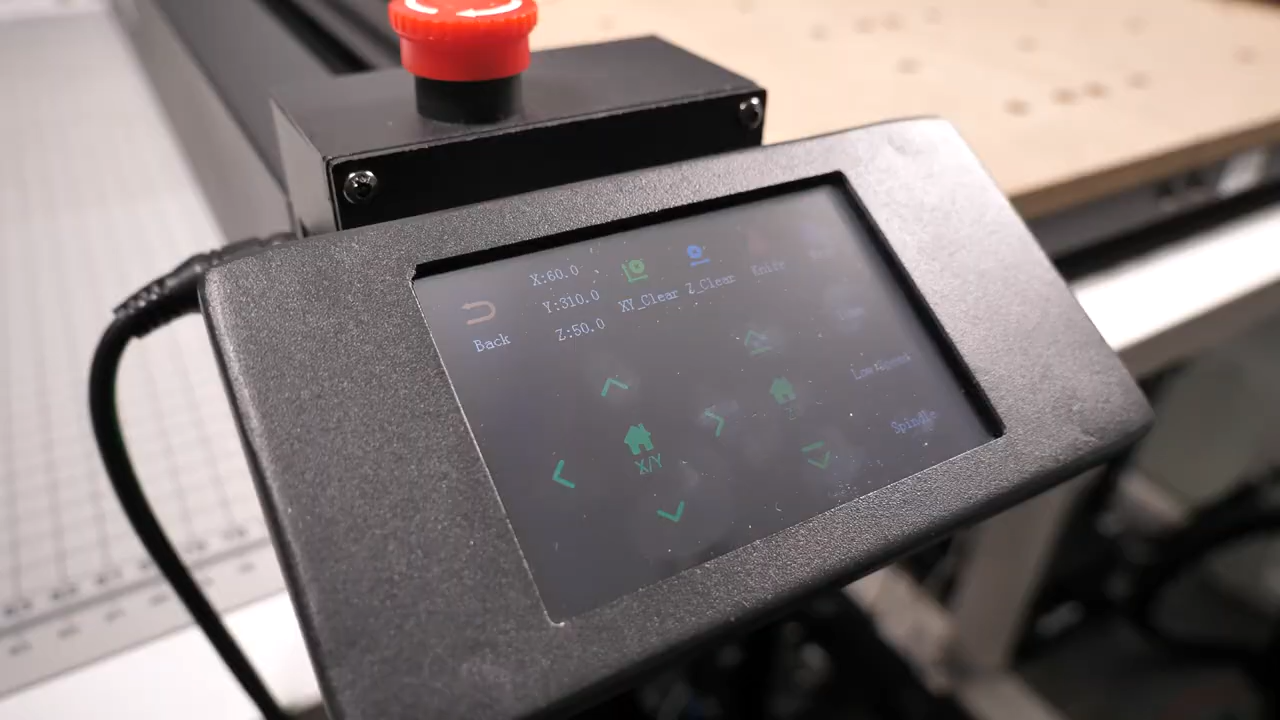 X:60.0
Y:310.0
Z:50.0
XY_Clear
Z_Clear
Knife
Back
Low Speed
X/Y
Spindle